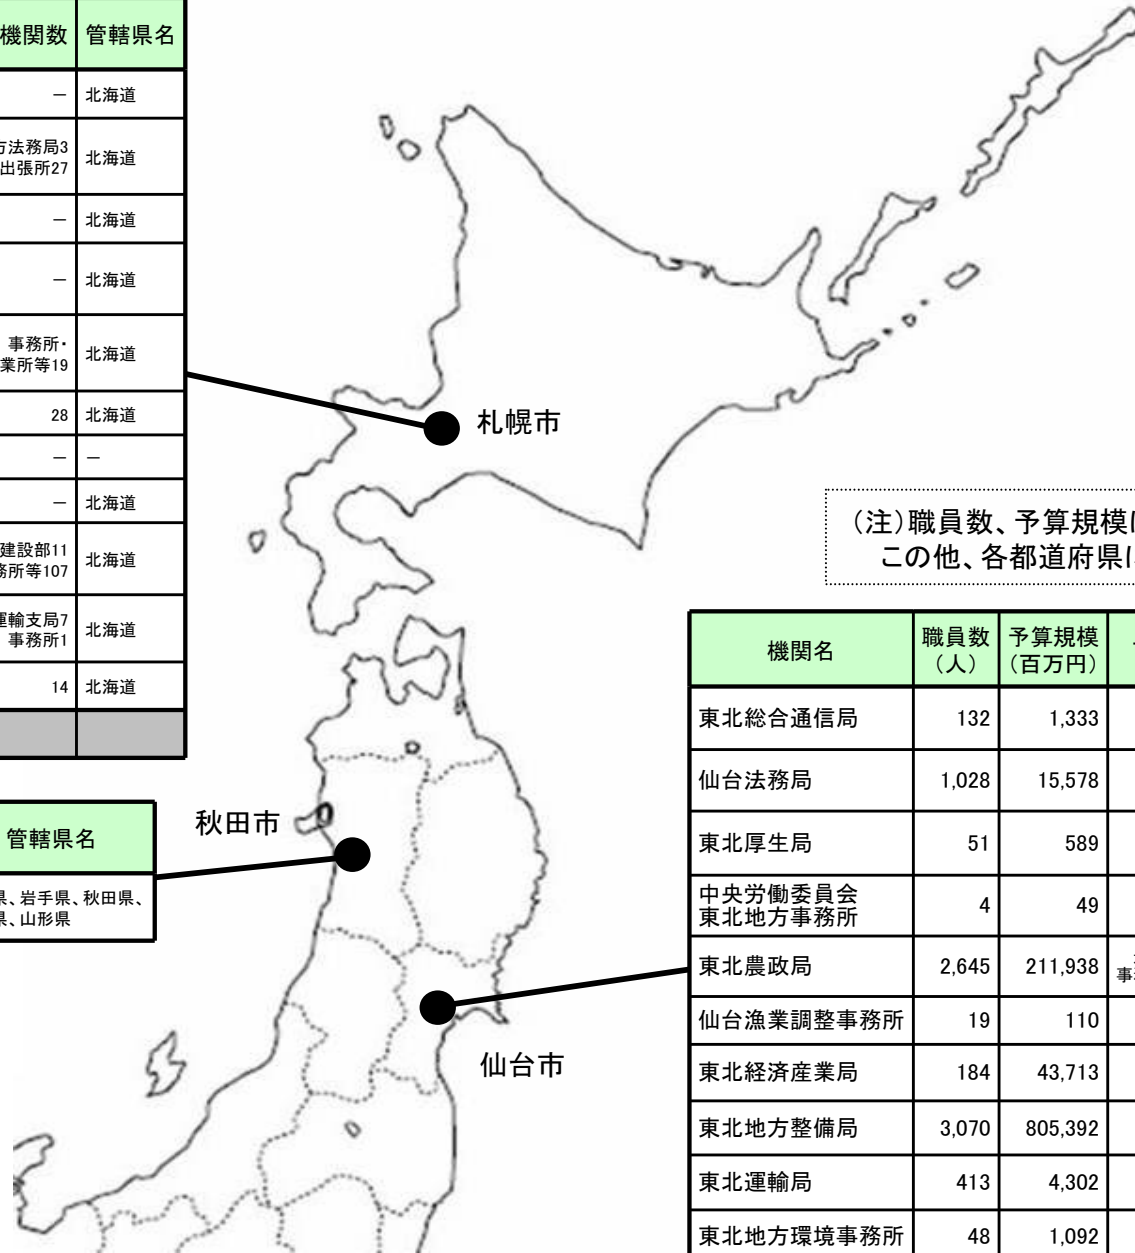 機関数 管轄県名
－ 北海道
方法務局3
出張所27 北海道
－ 北海道
－ 北海道
事務所・
業所等19 北海道
28 北海道
－ －
－ 北海道
建設部11
務所等107 北海道
運輸支局7
事務所1 北海道
14 北海道
札幌市
（注）職員数、予算規模
この他、各都道府県
機関名 職員数
（人） 予算規模
（百万円）
東北総合通信局 132 1,333
仙台法務局 1,028 15,578
東北厚生局 51 589
中央労働委員会
東北地方事務所 4 49
東北農政局 2,645 211,938
仙台漁業調整事務所 19 110
東北経済産業局 184 43,713
東北地方整備局 3,070 805,392
東北運輸局 413 4,302
東北地方環境事務所 48 1,092
秋田市
管轄県名
県、岩手県、秋田県、
県、山形県
仙台市